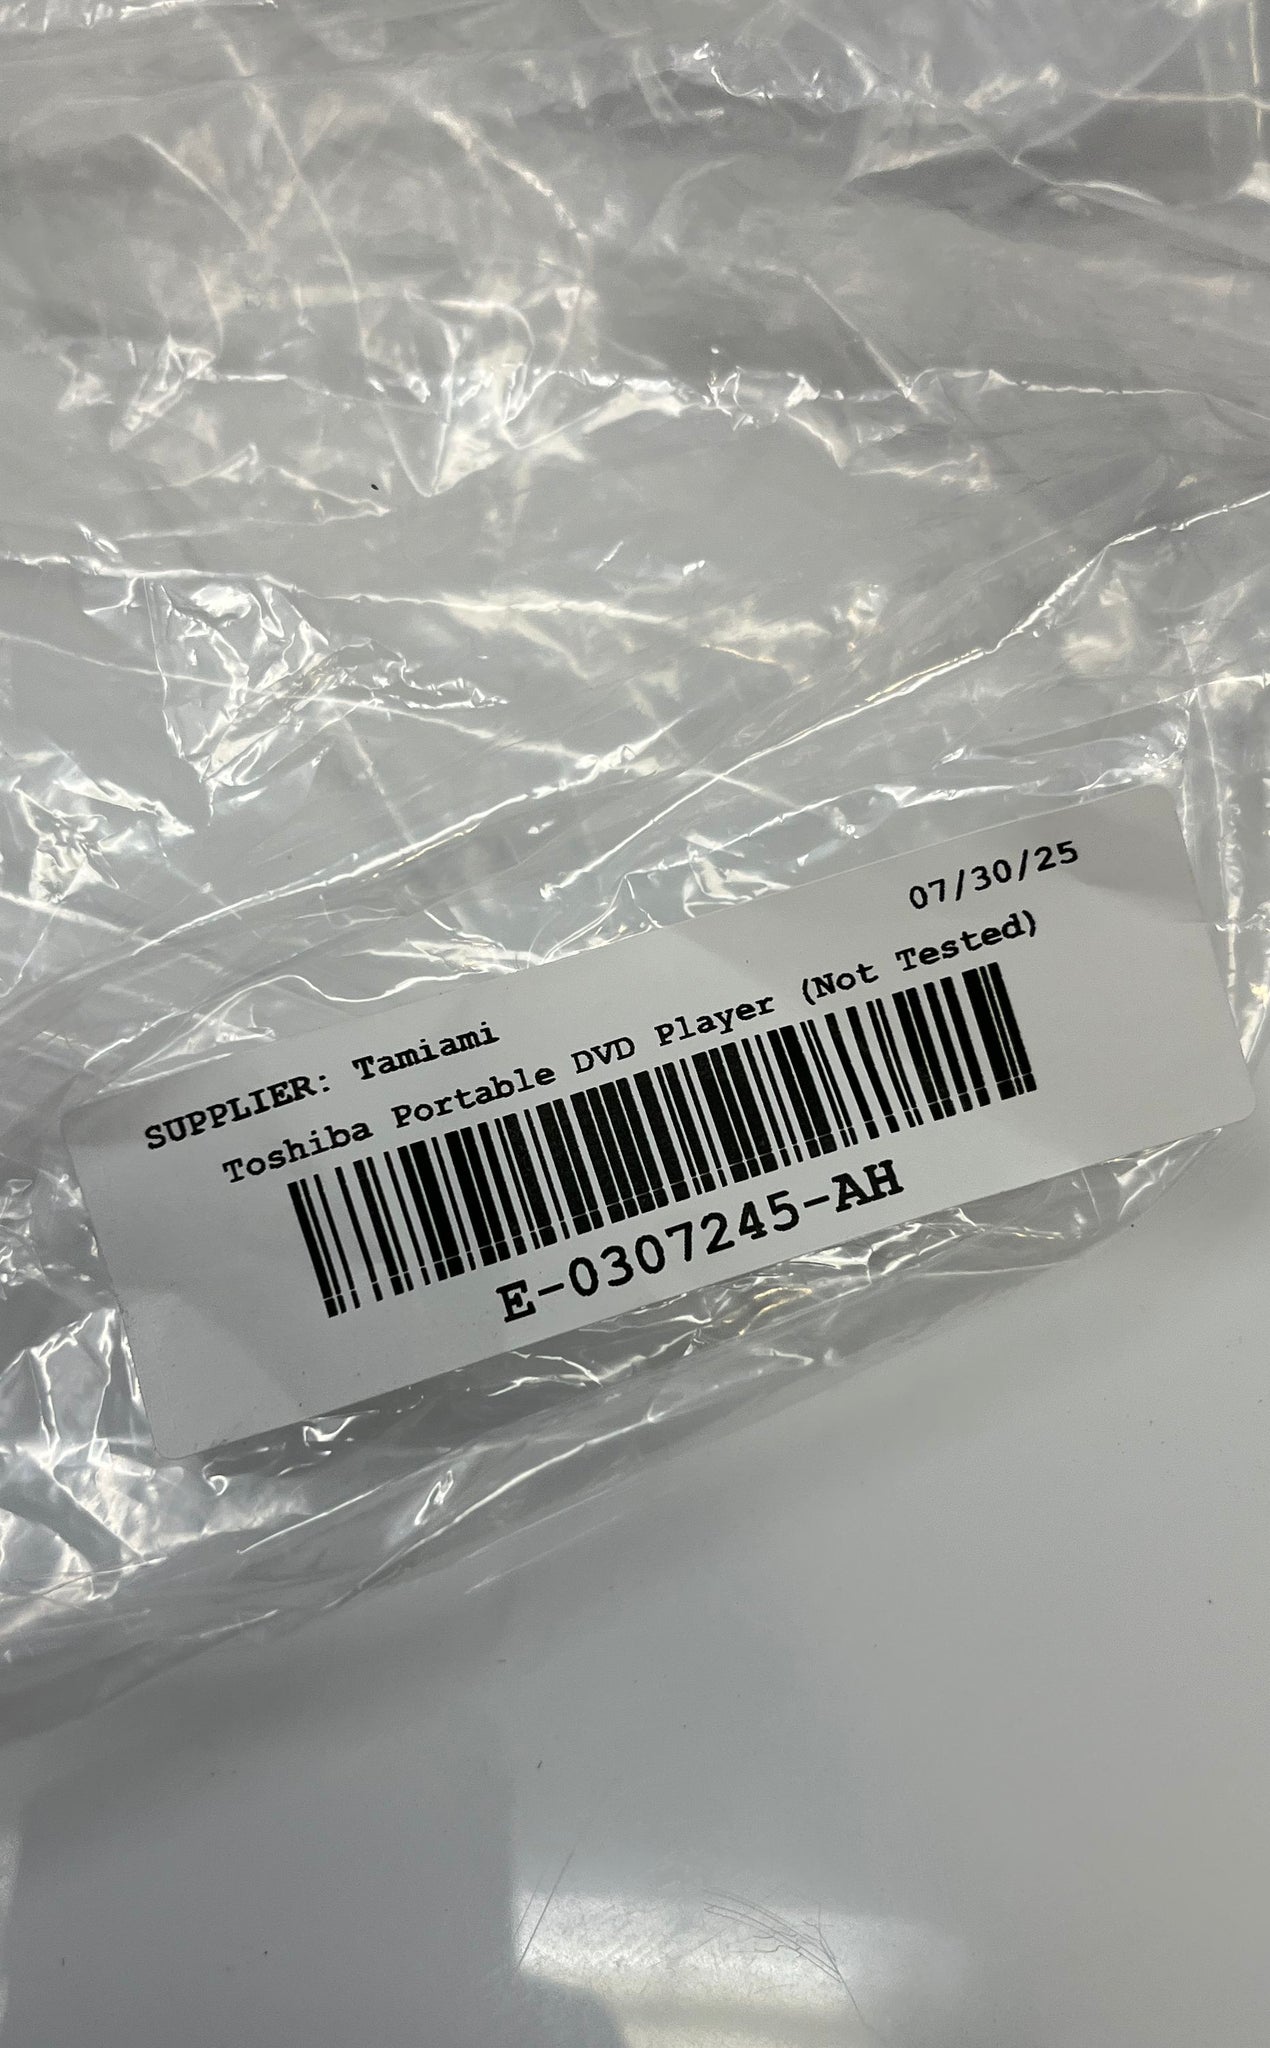 07/30/25
SUPPLIER: Tamiami
Toshiba Portable DVD Player (Not Tested)
E-0307245-AH